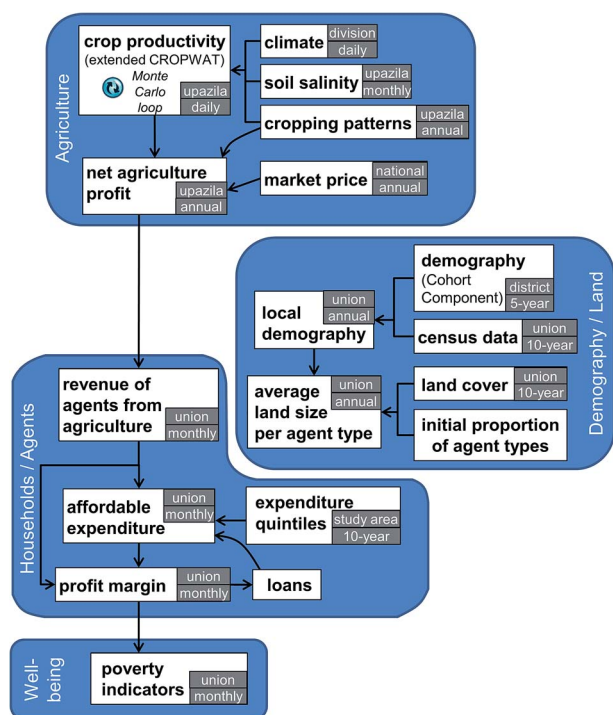 Agriculture
crop productivity
(extended CROPWAT)
Monte
Carlo
loop
upazila
daily
climate
division
daily
soil salinity
upazila
monthly
cropping patterns
upazila
annual
net agriculture
profit
upazila
annual
market price
national
annual
Demography / Land
demography
(Cohort
Component)
district
5-year
local
demography
union
annual
census data
union
10-year
average
land size
per agent type
union
annual
land cover
union
10-year
initial proportion
of agent types
Households / Agents
revenue of
agents from
agriculture
union
monthly
affordable
expenditure
union
monthly
expenditure
quintiles
study area
10-year
profit margin
union
monthly
loans
Well-
being
poverty
indicators
union
monthly